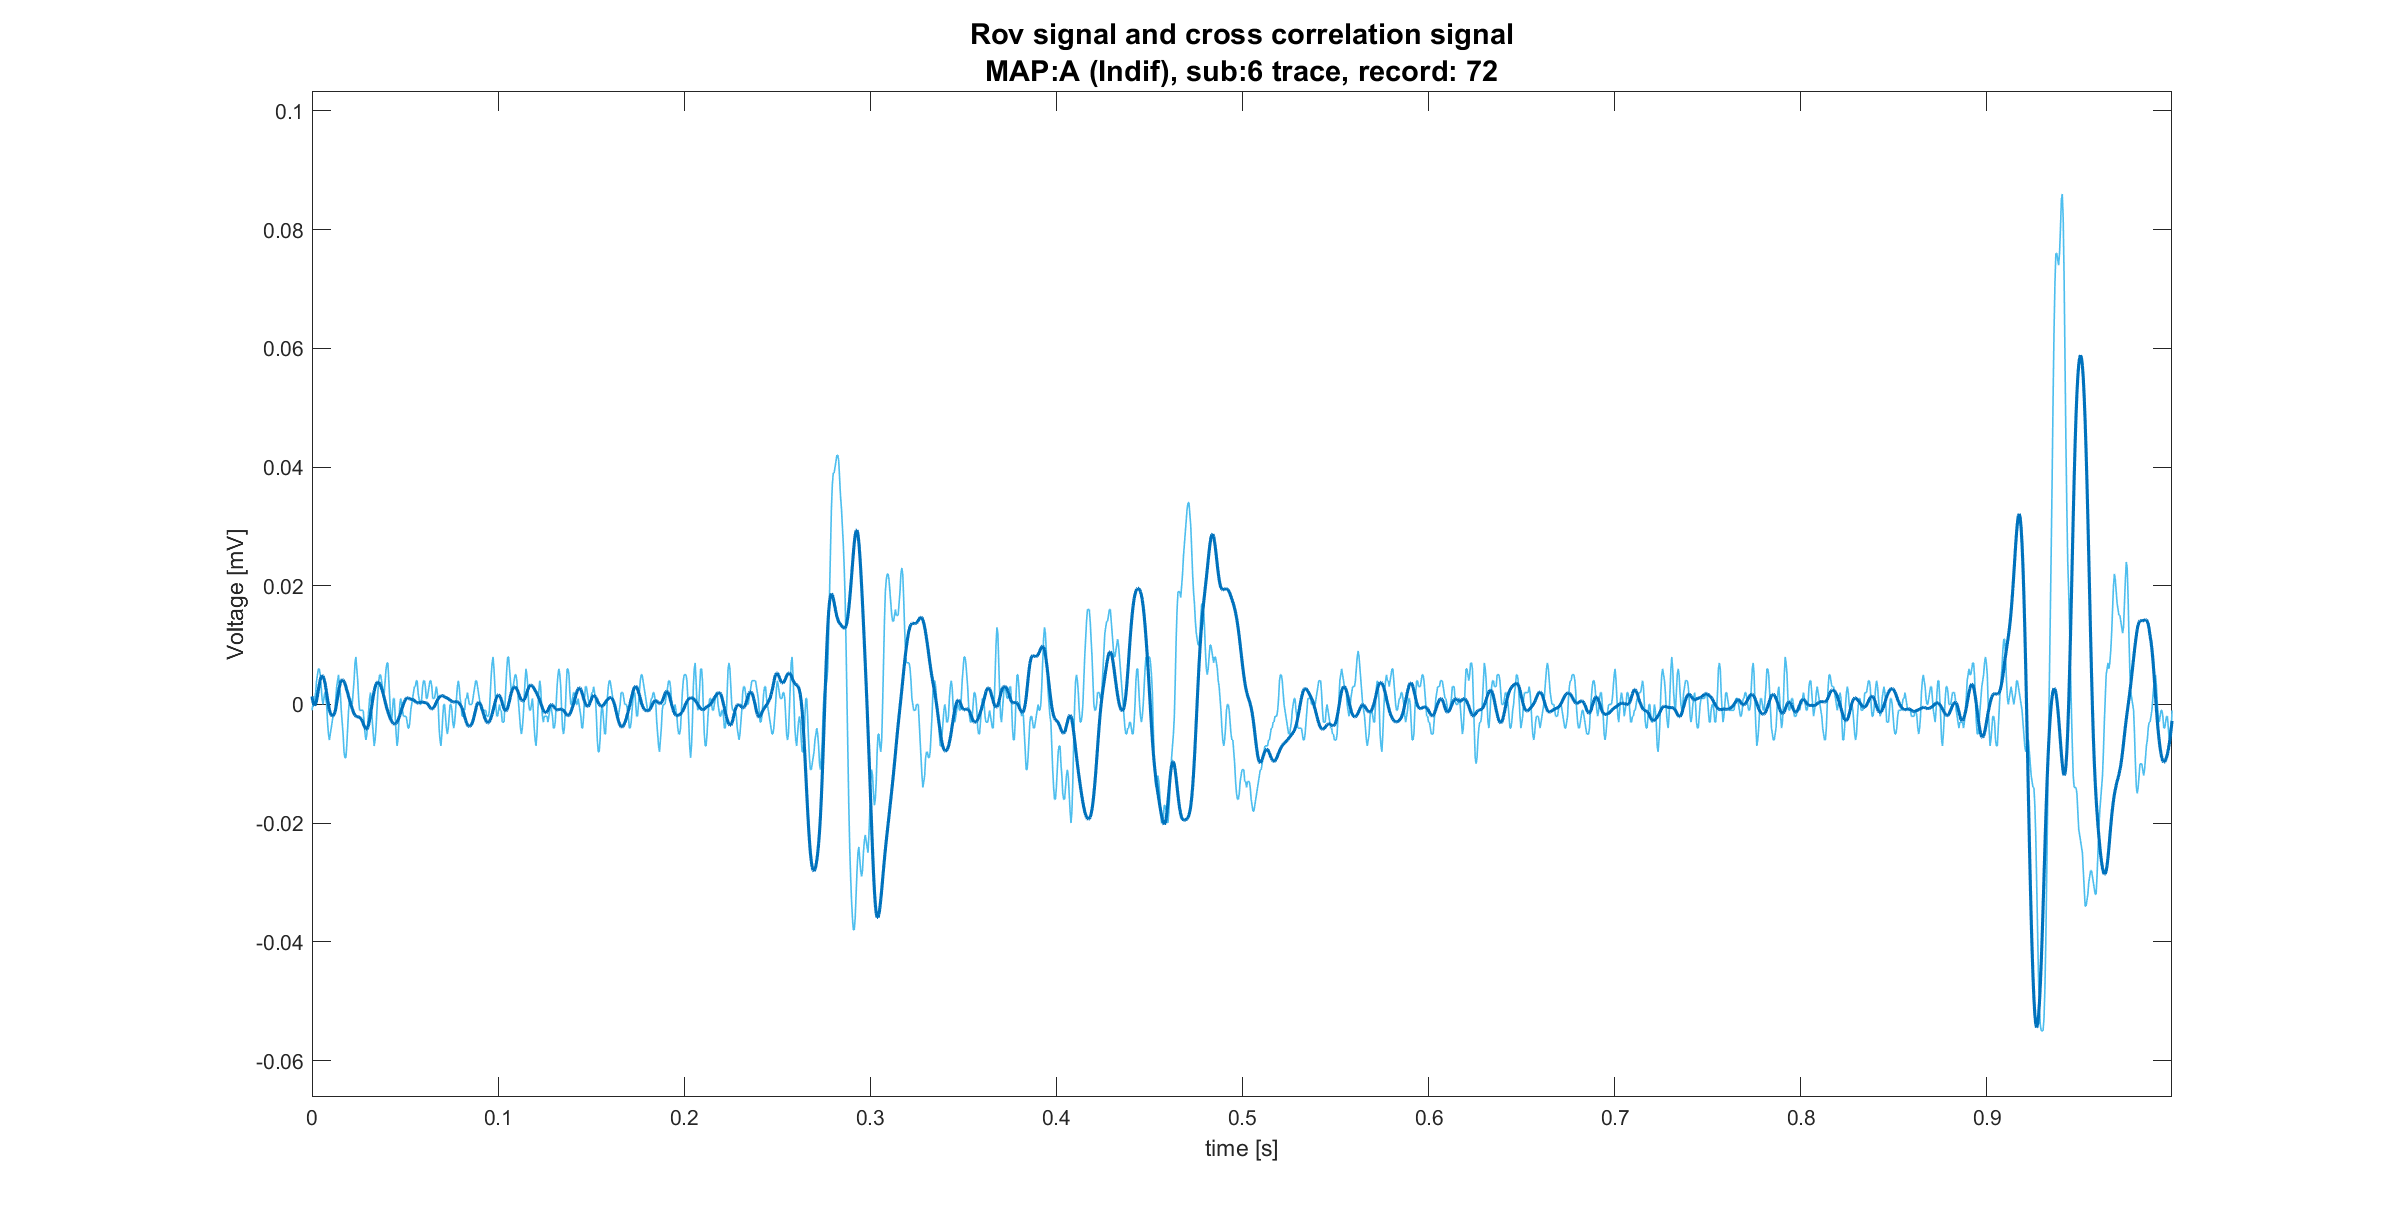 Rov signal and cross correlation signal
MAP:A (Indif), sub:6 trace, record: 72
0.1
0.08
0.06
0.04
0.02
0
-0.02
-0.04
-0.06
Voltage [mV]
0 0.1 0.2 0.3 0.4 0.5 0.6 0.7 0.8 0.9
time [s]